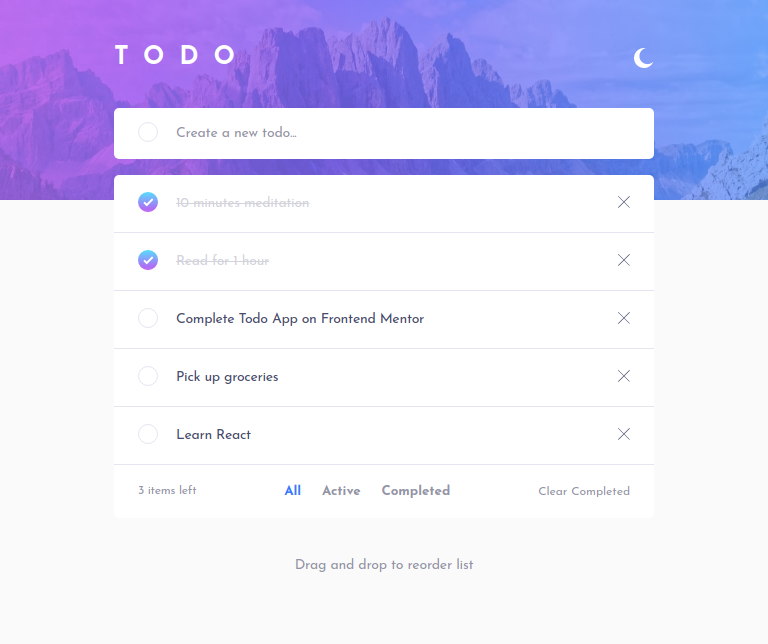 TODO
Create a new todo...
10 minutes meditation
Read for 1 hour
Complete Todo App on Frontend Mentor
Pick up groceries
Learn React
3 items left All Active Completed Clear Completed
Drag and drop to reorder list